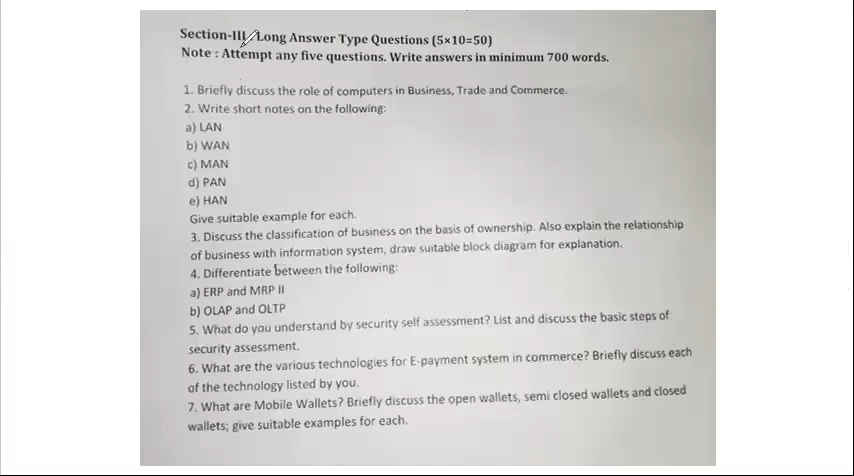 Section-III/Long Answer Type Questions (5×10=50)
Note : Attempt any five questions. Write answers in minimum 700 words.
1. Briefly discuss the role of computers in Business, Trade and Commerce.
2. Write short notes on the following:
a) LAN
b) WAN
c) MAN
d) PAN
e) HAN
Give suitable example for each.
3. Discuss the classification of business on the basis of ownership. Also explain the relationship
of business with information system, draw suitable block diagram for explanation.
4. Differentiate between the following:
a) ERP and MRP II
b) OLAP and OLTP
5. What do you understand by security self assessment? List and discuss the basic steps of
security assessment.
6. What are the various technologies for E-payment system in commerce? Briefly discuss each
of the technology listed by you.
7. What are Mobile Wallets? Briefly discuss the open wallets, semi closed wallets and closed
wallets; give suitable examples for each.